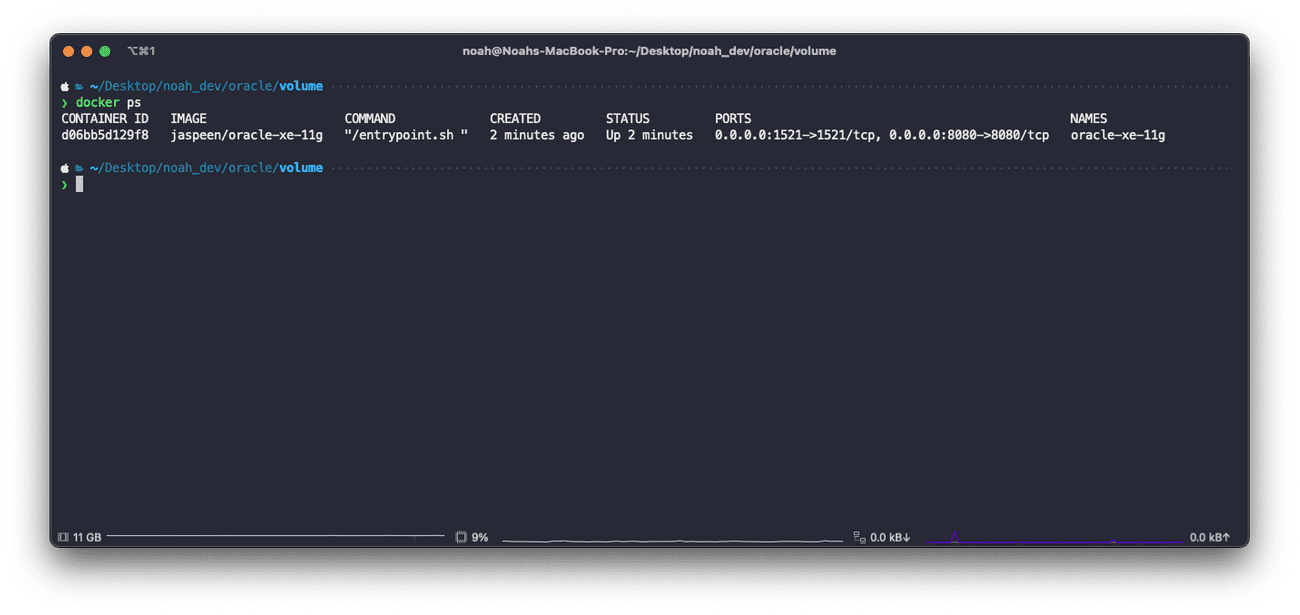 ⌥⌘1 noah@Noahs-MacBook-Pro:~/Desktop/noah_dev/oracle/volume
~/Desktop/noah_dev/oracle/volume
❯ docker ps
CONTAINER ID IMAGE COMMAND CREATED STATUS PORTS NAMES
d06bb5d129f8 jaspeen/oracle-xe-11g "/entrypoint.sh " 2 minutes ago Up 2 minutes 0.0.0.0:1521->1521/tcp, 0.0.0.0:8080->8080/tcp oracle-xe-11g
~/Desktop/noah_dev/oracle/volume
❯
11 GB 9% 0.0 kB↓ 0.0 kB↑